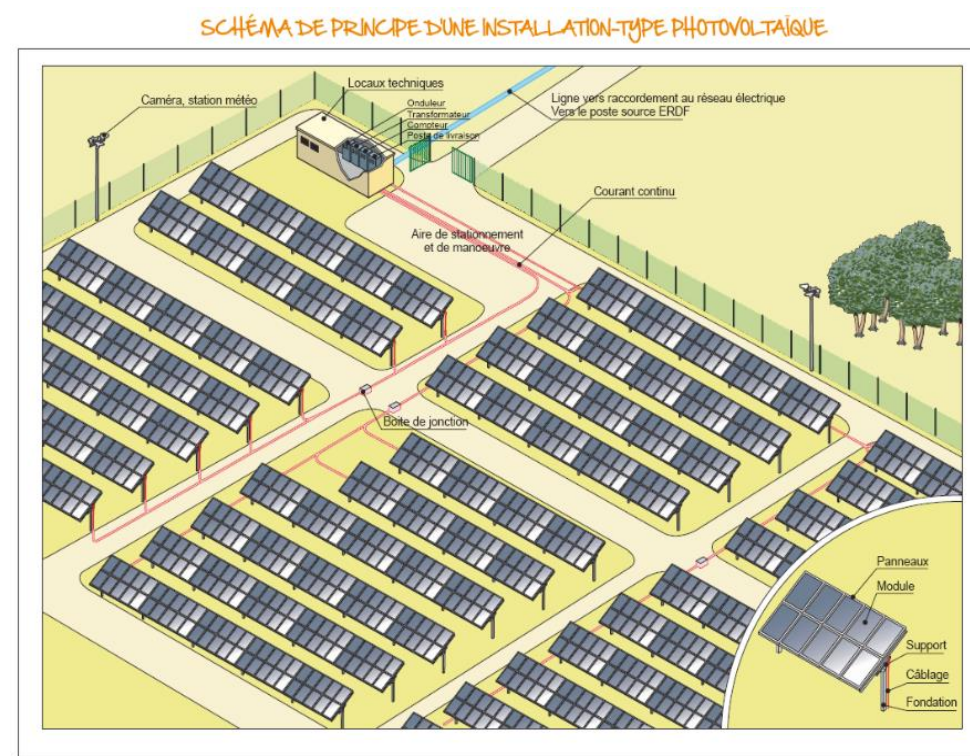 SCHÉMA DE PRINCIPE D'UNE INSTALLATION-TYPE PHOTOVOLTAÏQUE
Locaux techniques
Caméra, station météo
Onduleur
Transformateur
Compteur
Poste de livraison
Ligne vers raccordement au réseau électrique
Vers le poste source ERDF
Courant continu
Aire de stationnement
et de manoeuvre
Boite de jonction
Panneaux
Module
Support
Câblage
Fondation